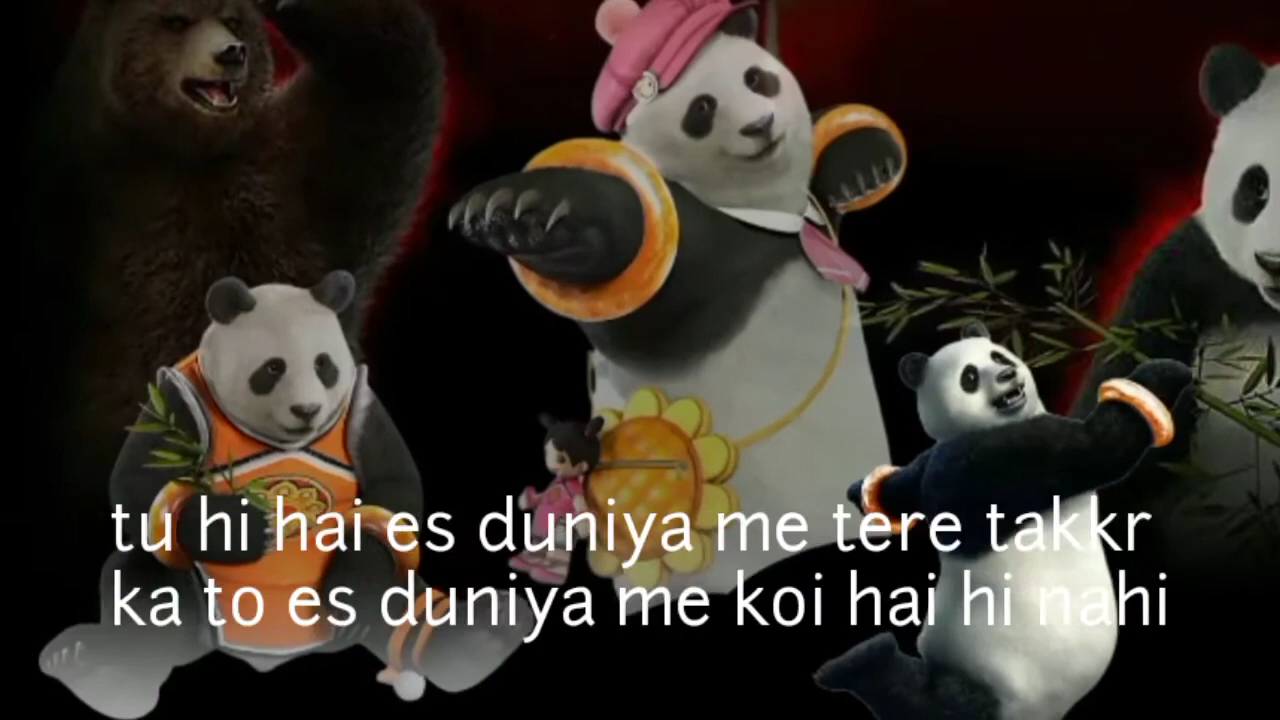 tu hi hai es duniya me tere takkr
ka to es duniya me koi hai hi nahi